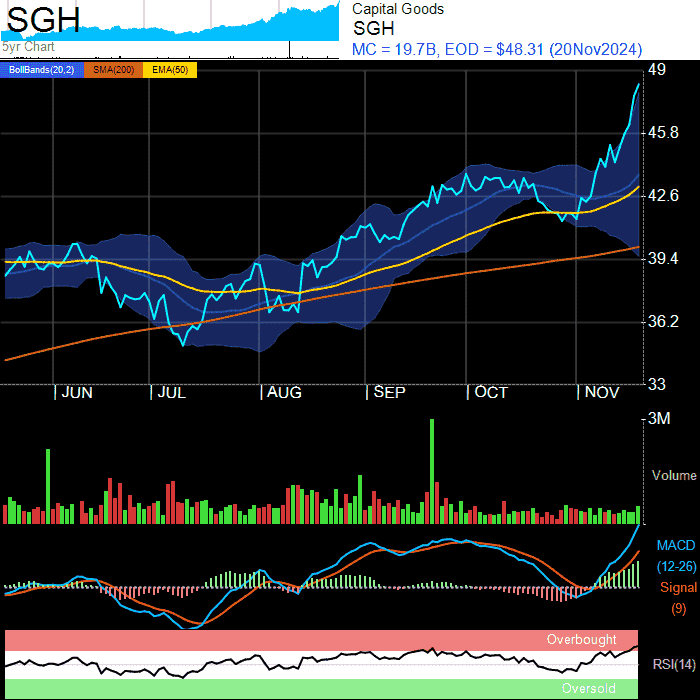 SGH
5yr Chart
Capital Goods
SGH
MC = 19.7B, EOD = $48.31 (20Nov2024)
BollBands(20,2) SMA(200) EMA(50)
49
45.8
42.6
39.4
36.2
33
JUN JUL AUG SEP OCT NOV
3M
Volume
MACD
(12-26)
Signal
(9)
Overbought
RSI(14)
Oversold